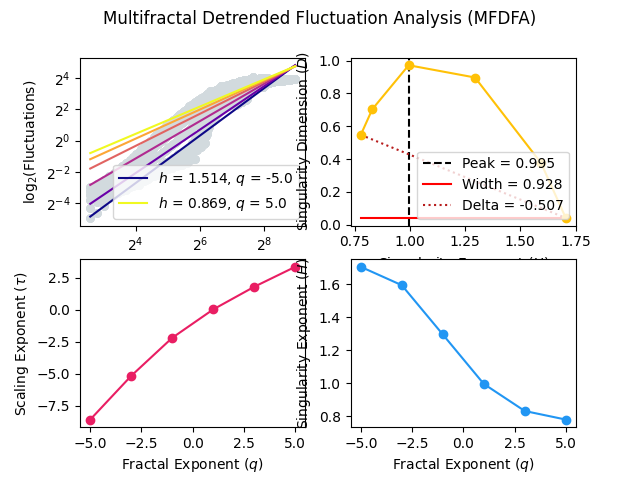 Multifractal Detrended Fluctuation Analysis (MFDFA)
log₂(Fluctuations)
2⁴
2²
2⁰
2⁻²
2⁻⁴
h = 1.514, q = -5.0
h = 0.869, q = 5.0
2⁴ 2⁶ 2⁸
Singularity Dimension (D)
1.0
0.8
0.6
0.4
0.2
0.0
Peak = 0.995
Width = 0.928
Delta = -0.507
0.75 1.00 1.25 1.50 1.75
Scaling Exponent (τ)
2.5
0.0
−2.5
−5.0
−7.5
−5.0 −2.5 0.0 2.5 5.0
Fractal Exponent (q)
Singularity Exponent (H)
1.6
1.4
1.2
1.0
0.8
−5.0 −2.5 0.0 2.5 5.0
Fractal Exponent (q)